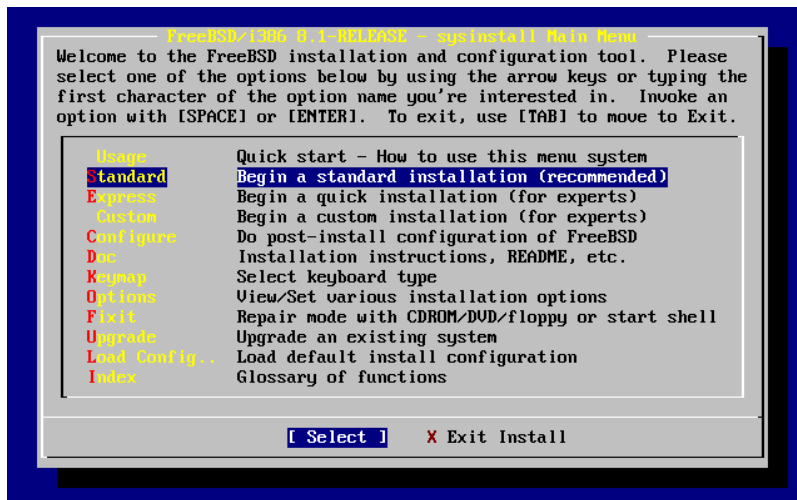 FreeBSD/i386 8.1-RELEASE - sysinstall Main Menu
Welcome to the FreeBSD installation and configuration tool.  Please
select one of the options below by using the arrow keys or typing the
first character of the option name you're interested in.  Invoke an
option with [SPACE] or [ENTER].  To exit, use [TAB] to move to Exit.
Usage Quick start - How to use this menu system
Standard Begin a standard installation (recommended)
Express Begin a quick installation (for experts)
Custom Begin a custom installation (for experts)
Configure Do post-install configuration of FreeBSD
Doc Installation instructions, README, etc.
Keymap Select keyboard type
Options View/Set various installation options
Fixit Repair mode with CDROM/DVD/floppy or start shell
Upgrade Upgrade an existing system
Load Config.. Load default install configuration
Index Glossary of functions
[ Select ] X Exit Install